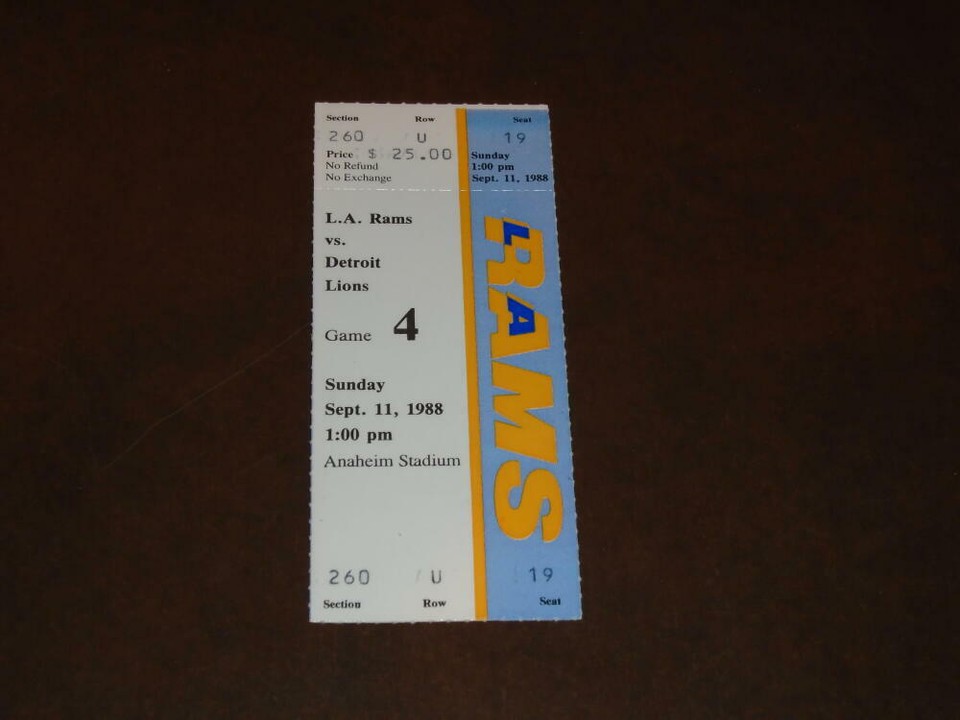 Section Row Seat
260 U 19
Price $ 25.00
No Refund
No Exchange
Sunday
1:00 pm
Sept. 11, 1988
L.A. Rams
vs.
Detroit
Lions
Game 4
Sunday
Sept. 11, 1988
1:00 pm
Anaheim Stadium
LA RAMS
260 U 19
Section Row Seat